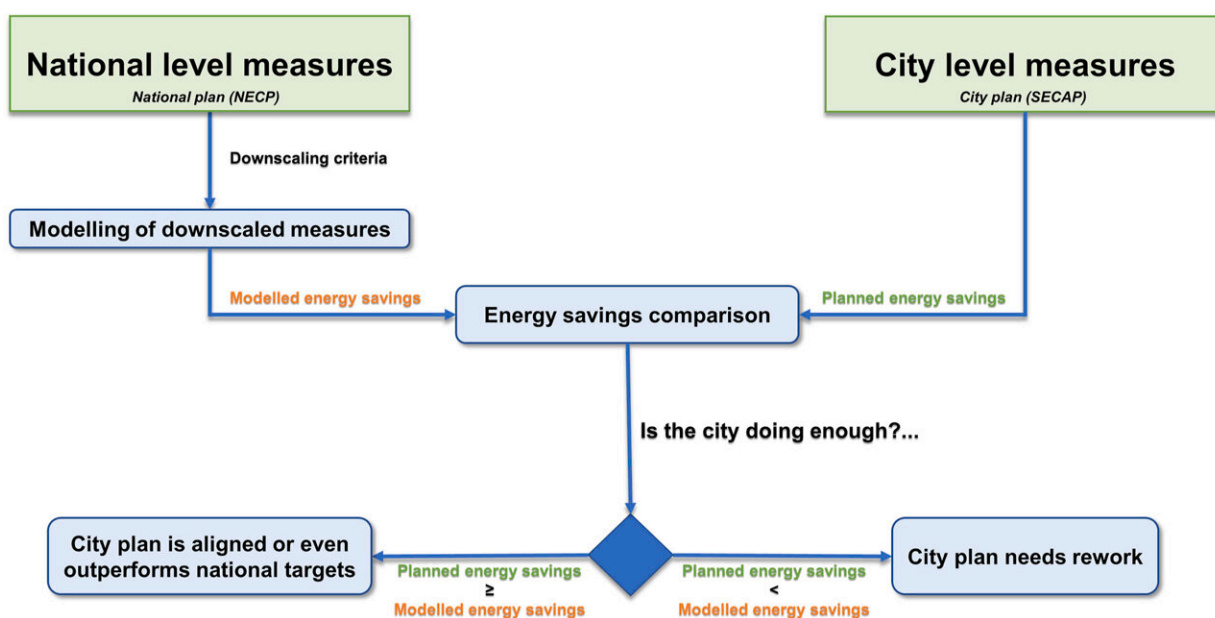 National level measures
National plan (NECP)
City level measures
City plan (SECAP)
Downscaling criteria
Modelling of downscaled measures
Modelled energy savings
Energy savings comparison
Planned energy savings
Is the city doing enough?...
City plan is aligned or even
outperforms national targets
Planned energy savings
≥
Modelled energy savings
Planned energy savings
<
Modelled energy savings
City plan needs rework